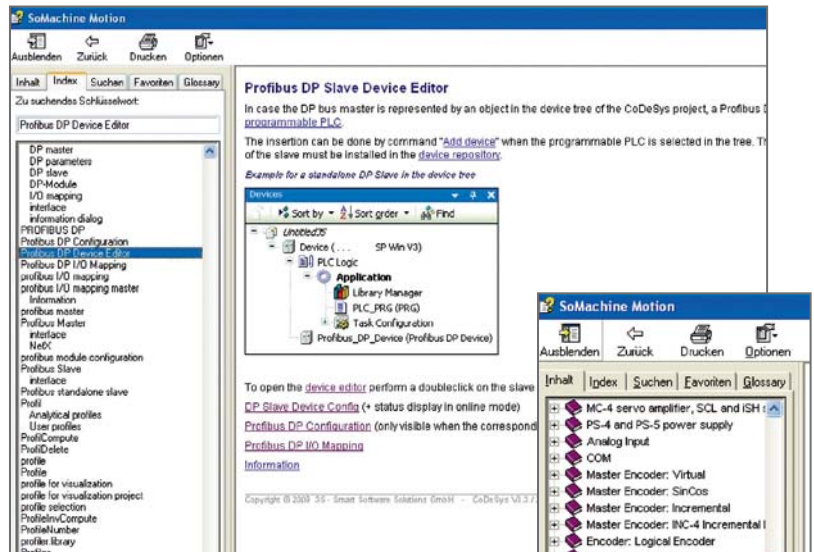 SoMachine Motion
Ausblenden Zurück Drucken Optionen
Inhalt Index Suchen Favoriten Glossary
Zu suchendes Schlüsselwort:
Profibus DP Device Editor
DP master
DP parameters
DP slave
DP-Module
I/O mapping
interface
information dialog
PROFIBUS DP
Profibus DP Configuration
Profibus DP Device Editor
Profibus DP I/O Mapping
profibus I/O mapping
profibus I/O mapping master
Information
profibus master
Profibus Master
interface
NetX
profibus module configuration
Profibus Slave
interface
Profibus standalone slave
Profil
Analytical profiles
User profiles
ProfilCompute
ProfilDelete
profile
Profile
profile for visualization
profile for visualization project
profile selection
ProfileInvCompute
ProfileNumber
profiler.library
Profiles
Profibus DP Slave Device Editor
In case the DP bus master is represented by an object in the device tree of the CoDeSys project, a Profibus
programmable PLC.
The insertion can be done by command "Add device" when the programmable PLC is selected in the tree.
of the slave must be installed in the device repository.
Example for a standalone DP-Slave in the device tree
Devices
Sort by Sort order Find
Device (... SP Win V3)
PLC Logic
Application
Library Manager
PLC_PRG (PRG)
Task Configuration
Profibus_DP_Device (Profibus DP Device)
To open the device editor perform a doubleclick on the slave
DP Slave Device Config (+ status display in online mode)
Profibus DP Configuration (only visible when the correspond
Profibus DP I/O Mapping
Information
Copyright © 2009 3S - Smart Software Solutions GmbH - CoDeSys
SoMachine Motion
Ausblenden Zurück Drucken Optionen
Inhalt Index Suchen Favoriten Glossary
MC-4 servo amplifier, SCL and iSH
PS-4 and PS-5 power supply
Analog Input
COM
Master Encoder: Virtual
Master Encoder: SinCos
Master Encoder: Incremental
Master Encoder: INC-4 Incremental
Encoder: Logical Encoder